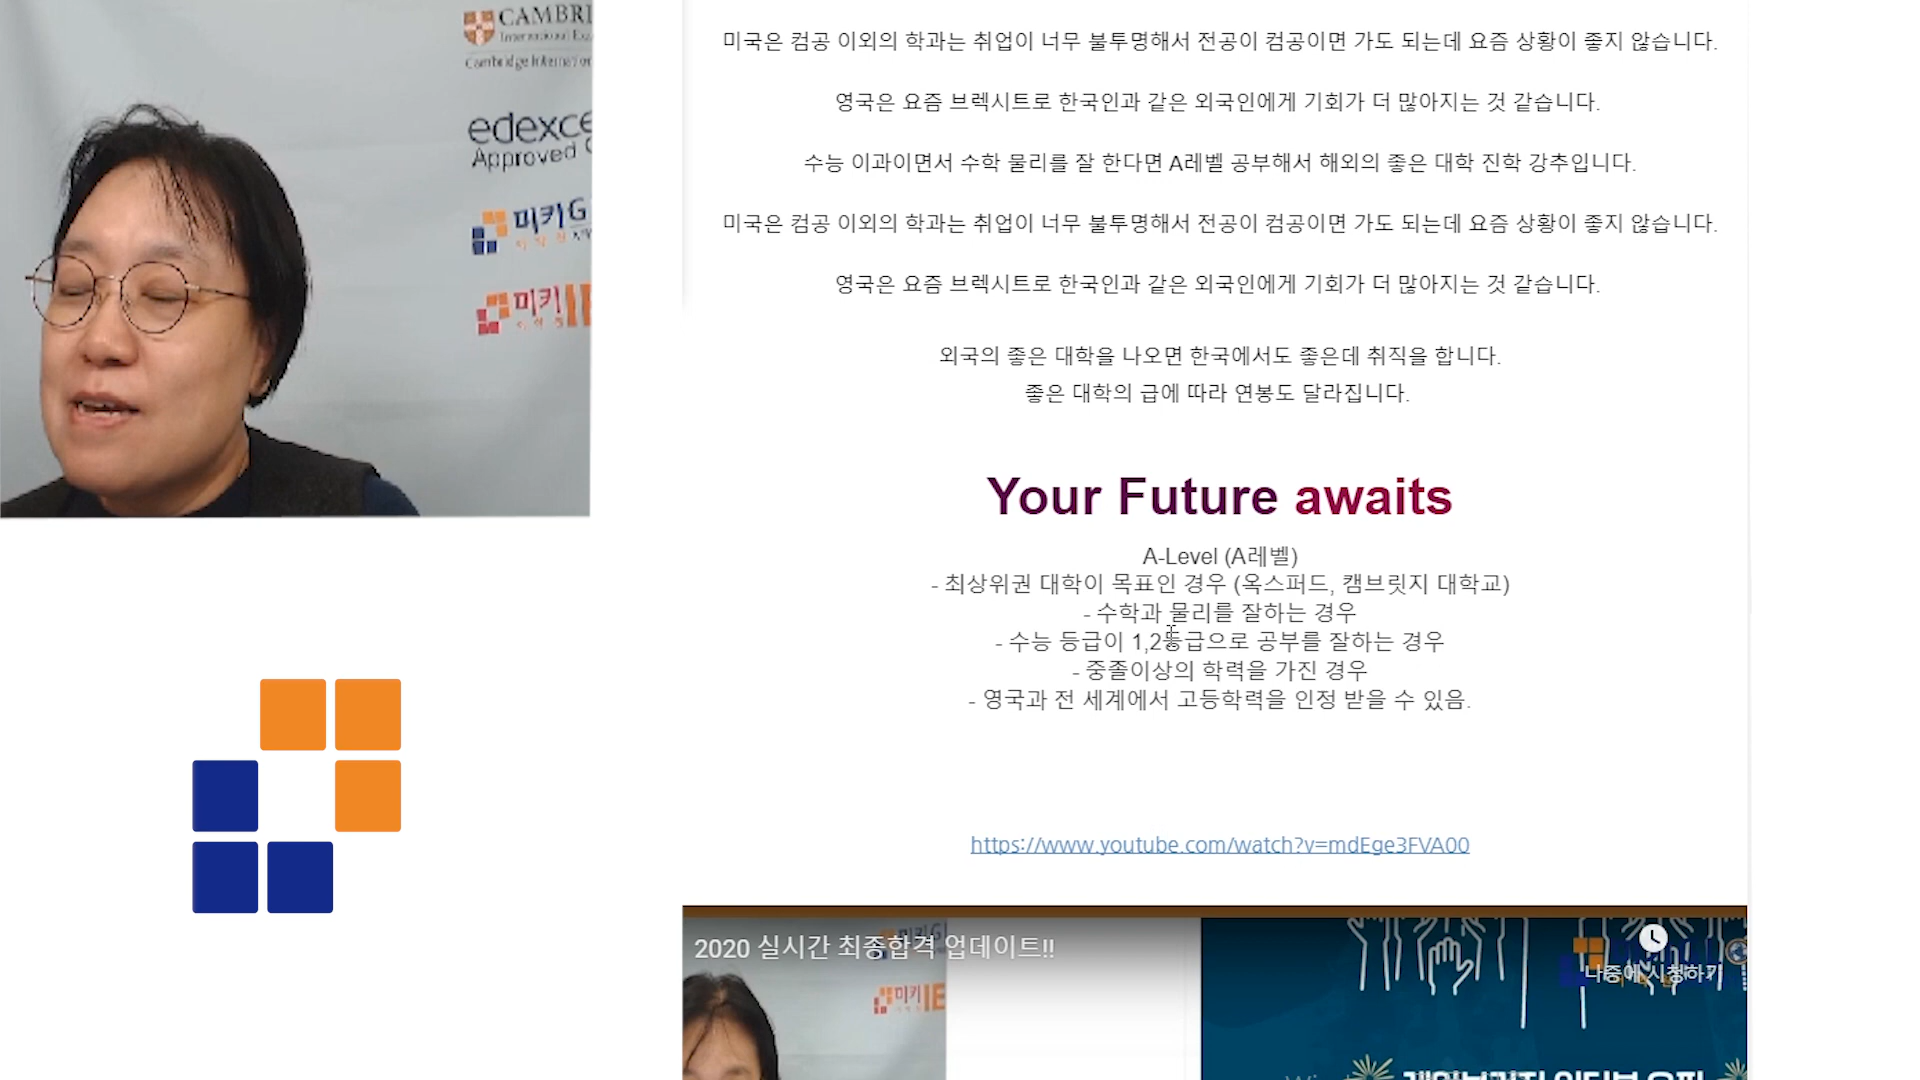 CAMBRI
International Ex
Cambridge Internation
edexce
Approved C
미키G
미키IE
미국은 컴공 이외의 학과는 취업이 너무 불투명해서 전공이 컴공이면 가도 되는데 요즘 상황이 좋지 않습니다.
영국은 요즘 브렉시트로 한국인과 같은 외국인에게 기회가 더 많아지는 것 같습니다.
수능 이과이면서 수학 물리를 잘 한다면 A레벨 공부해서 해외의 좋은 대학 진학 강추입니다.
미국은 컴공 이외의 학과는 취업이 너무 불투명해서 전공이 컴공이면 가도 되는데 요즘 상황이 좋지 않습니다.
영국은 요즘 브렉시트로 한국인과 같은 외국인에게 기회가 더 많아지는 것 같습니다.
외국의 좋은 대학을 나오면 한국에서도 좋은데 취직을 합니다.
좋은 대학의 급에 따라 연봉도 달라집니다.
Your Future awaits
A-Level (A레벨)
- 최상위권 대학이 목표인 경우 (옥스퍼드, 캠브릿지 대학교)
- 수학과 물리를 잘하는 경우
- 수능 등급이 1,2등급으로 공부를 잘하는 경우
- 중졸이상의 학력을 가진 경우
- 영국과 전 세계에서 고등학력을 인정 받을 수 있음.
https://www.youtube.com/watch?v=mdEge3FVA00
2020 실시간 최종합격 업데이트!!
나중에 시청하기
미키IE